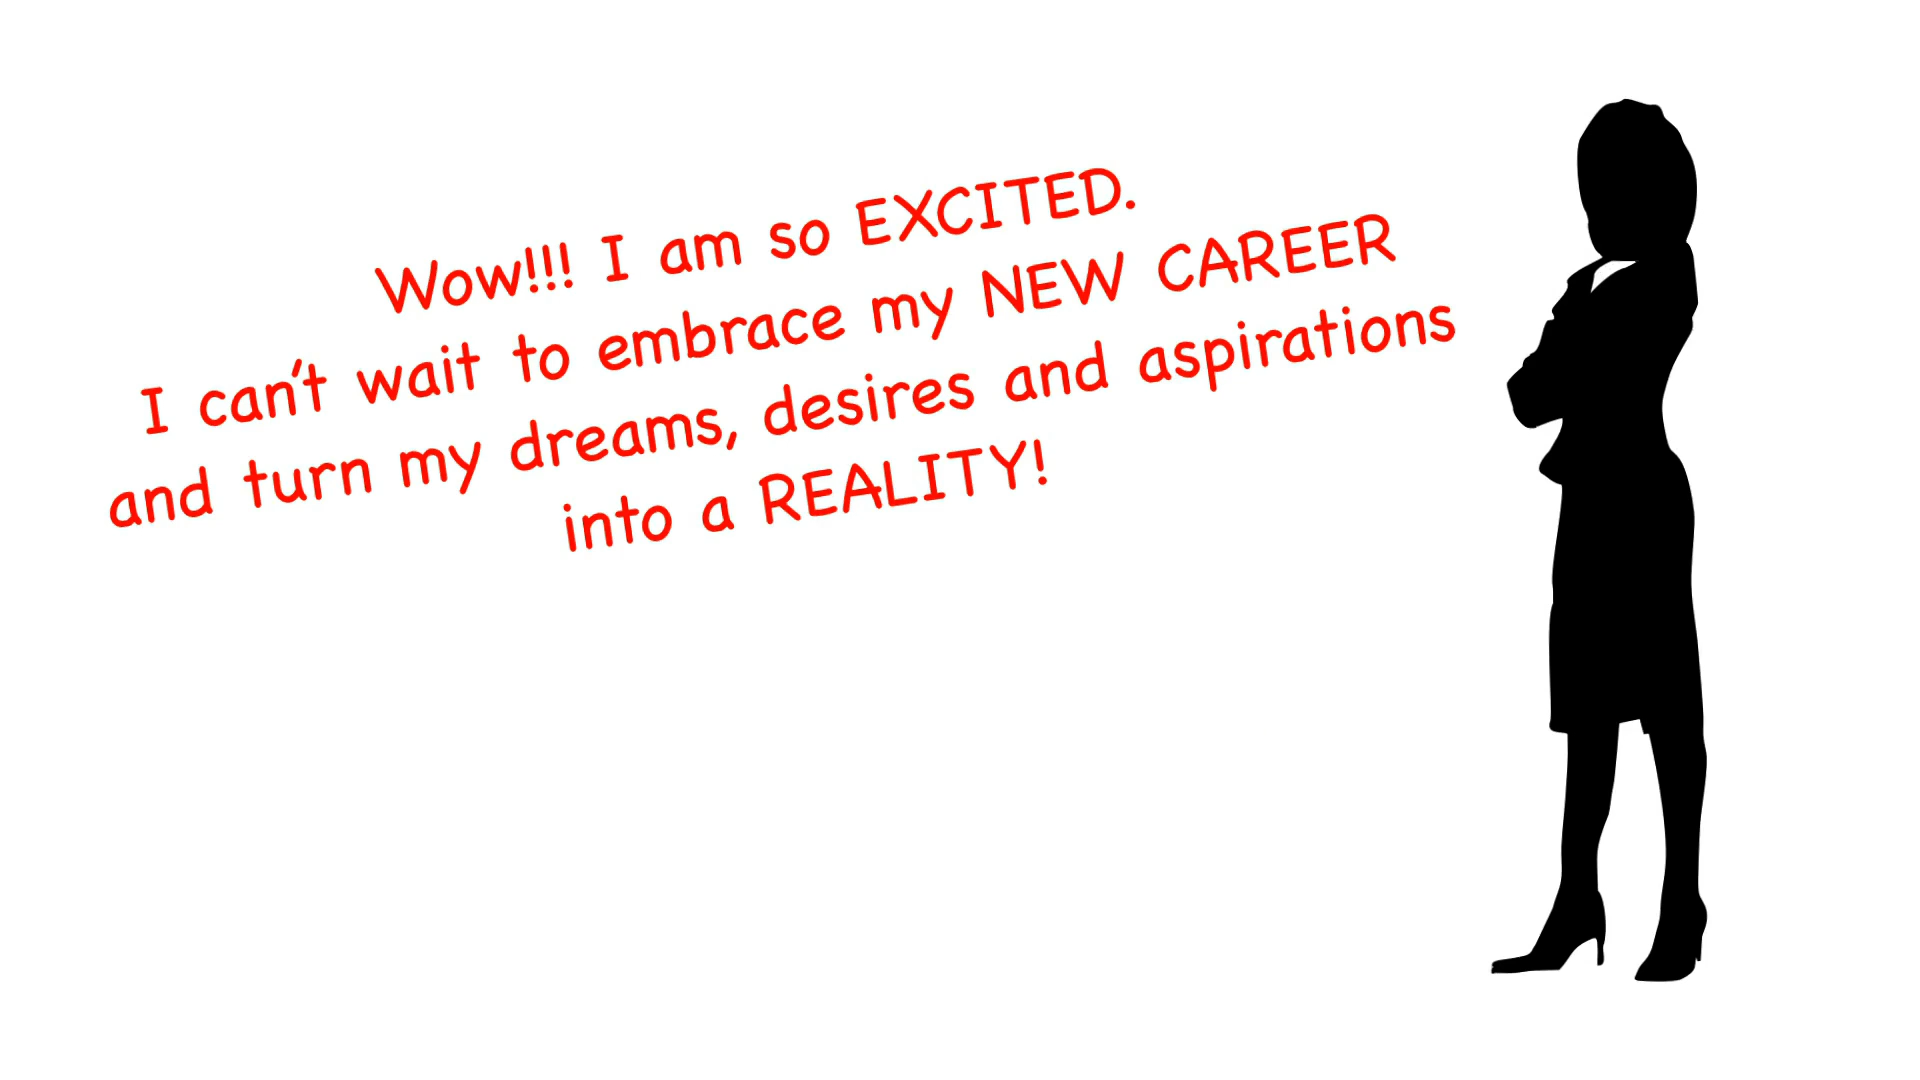 Wow!!! I am so EXCITED.
I can't wait to embrace my NEW CAREER
and turn my dreams, desires and aspirations
into a REALITY!